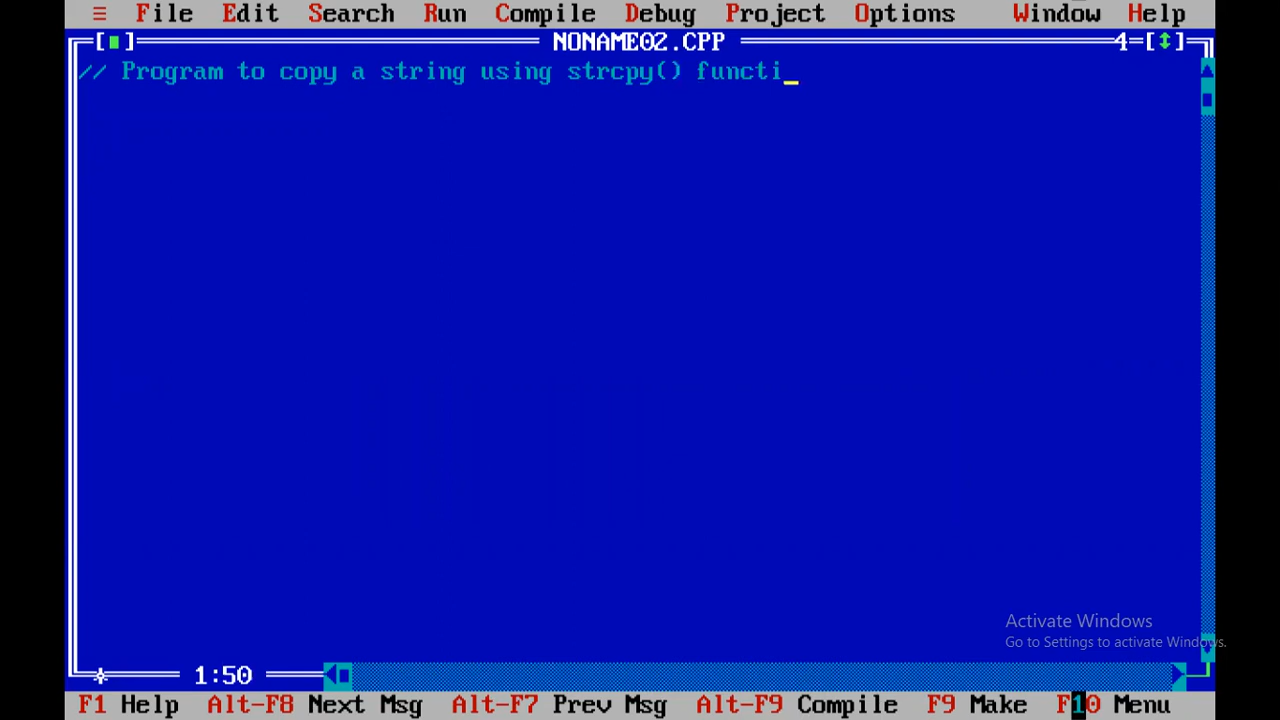 ≡ File Edit Search Run Compile Debug Project Options Window Help
[■] NONAME02.CPP 4=[↕]
// Program to copy a string using strcpy() functi_
Activate Windows
Go to Settings to activate Windows.
1:50
F1 Help Alt-F8 Next Msg Alt-F7 Prev Msg Alt-F9 Compile F9 Make F10 Menu